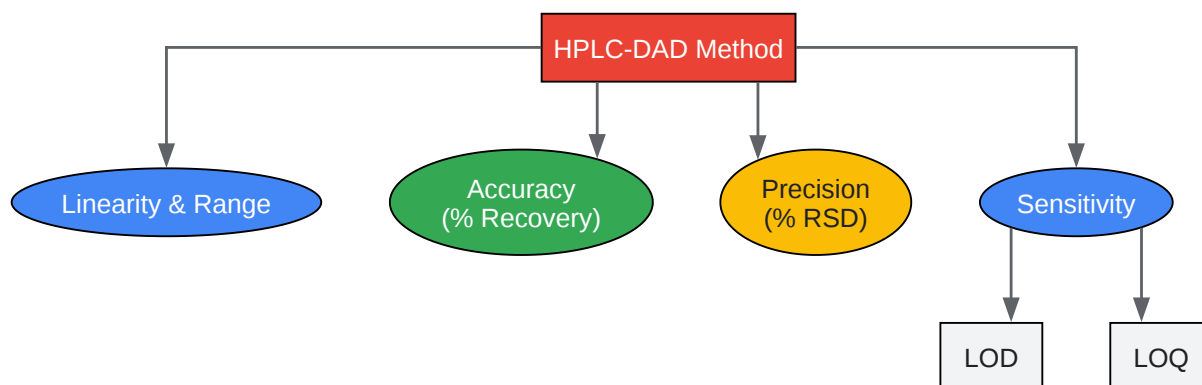 HPLC-DAD Method
Linearity & Range
Accuracy
(% Recovery)
Precision
(% RSD)
Sensitivity
LOD
LOQ